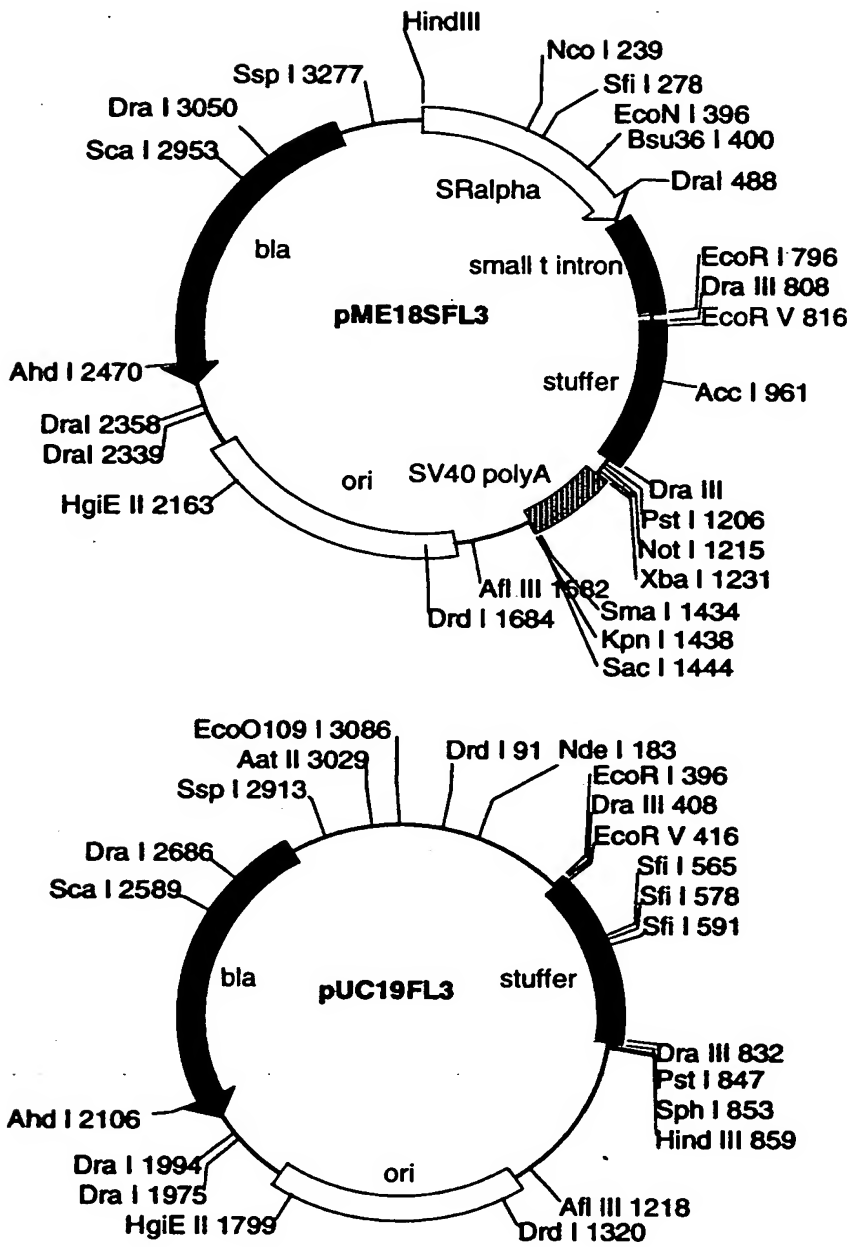 HindIII
Nco I 239
Ssp I 3277
Sfi I 278
Dra I 3050
EcoN I 396
Sca I 2953
Bsu36 I 400
SRalpha
DraI 488
bla
small t intron
EcoR I 796
Dra III 808
pME18SFL3
EcoR V 816
Ahd I 2470
stuffer
Acc I 961
DraI 2358
DraI 2339
SV40 polyA
ori
HgiE II 2163
Dra III
Pst I 1206
Not I 1215
Xba I 1231
Afl III 1682
Drd I 1684
Sma I 1434
Kpn I 1438
Sac I 1444
EcoO109 I 3086
Aat II 3029
Drd I 91
Nde I 183
Ssp I 2913
EcoR I 396
Dra III 408
EcoR V 416
Dra I 2686
Sfi I 565
Sca I 2589
Sfi I 578
Sfi I 591
bla
pUC19FL3
stuffer
Dra III 832
Pst I 847
Sph I 853
Hind III 859
Ahd I 2106
Dra I 1994
Dra I 1975
ori
HgiE II 1799
Afl III 1218
Drd I 1320